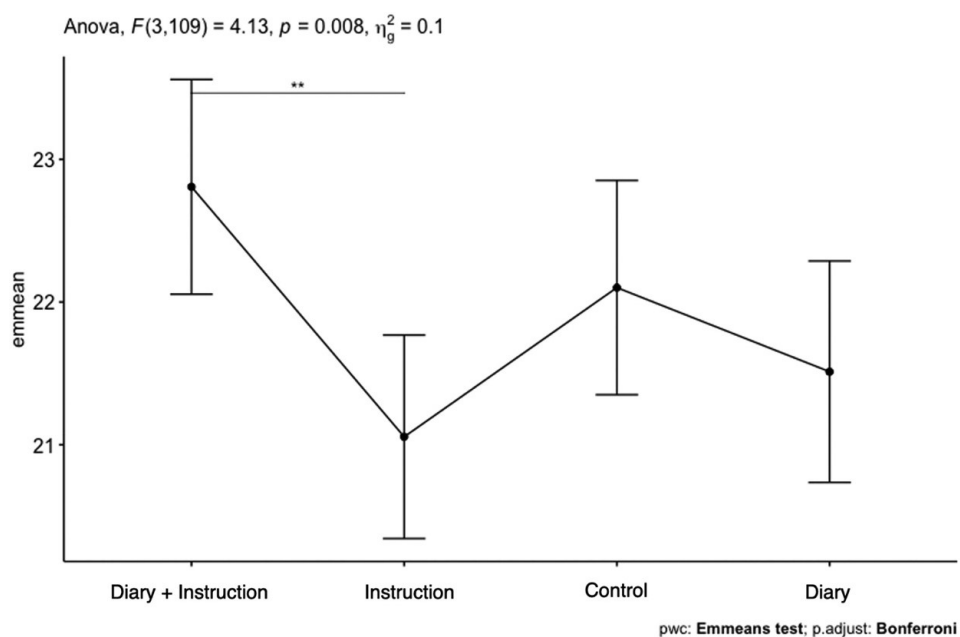 Anova, F(3,109) = 4.13, p = 0.008, η²g = 0.1
**
23
22
21
emmean
Diary + Instruction Instruction Control Diary
pwc: Emmeans test; p.adjust: Bonferroni